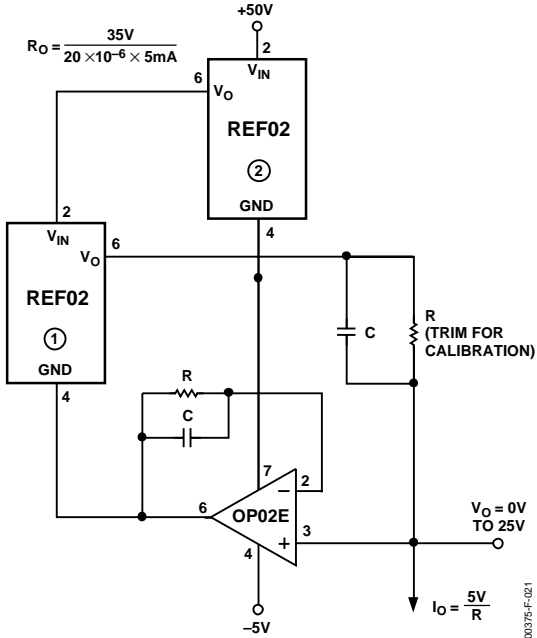 +50V
R_O = 35V / 20 ×10⁻⁶ × 5mA
2
V_IN
6
V_O
REF02
2
GND
4
2
V_IN
6
V_O
REF02
1
GND
4
C
R
(TRIM FOR
CALIBRATION)
R
C
7
2
–
6
OP02E
3
+
4
–5V
V_O = 0V
TO 25V
I_O = 5V / R
00375-F-021